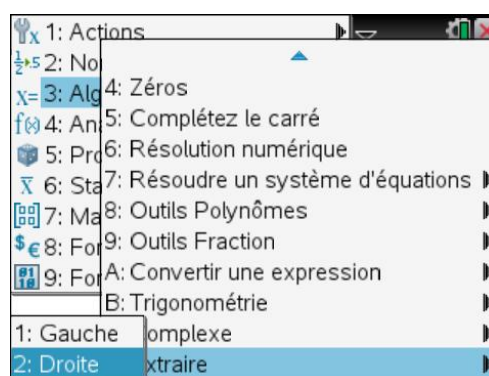 1: Actions
2: No
3: Alg
4: An
5: Pro
6: Sta
7: Ma
8: For
9: For
4: Zéros
5: Complétez le carré
6: Résolution numérique
7: Résoudre un système d'équations
8: Outils Polynômes
9: Outils Fraction
A: Convertir une expression
B: Trigonométrie
omplexe
xtraire
1: Gauche
2: Droite